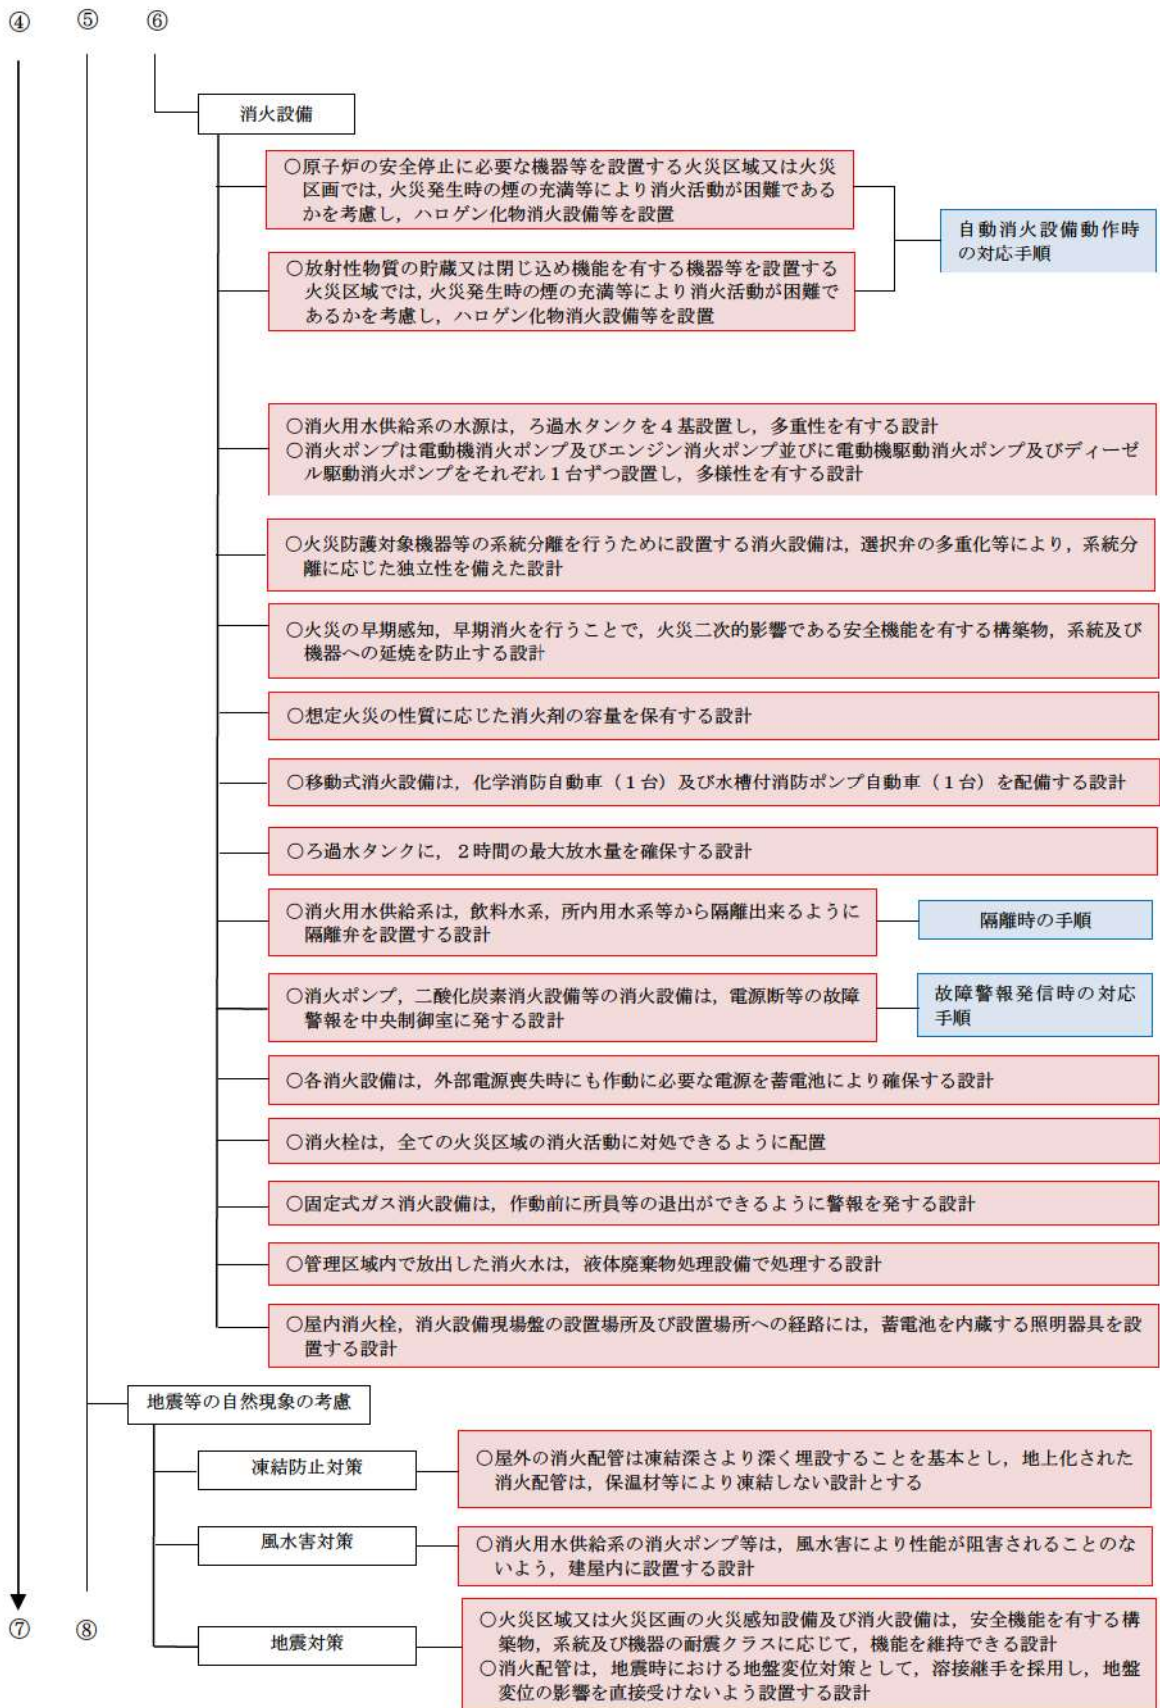 ④ ⑤ ⑥
消火設備
○原子炉の安全停止に必要な機器等を設置する火災区域又は火災
区画では，火災発生時の煙の充満等により消火活動が困難である
かを考慮し，ハロゲン化物消火設備等を設置
自動消火設備動作時
の対応手順
○放射性物質の貯蔵又は閉じ込め機能を有する機器等を設置する
火災区域では，火災発生時の煙の充満等により消火活動が困難で
あるかを考慮し，ハロゲン化物消火設備等を設置
○消火用水供給系の水源は，ろ過水タンクを４基設置し，多重性を有する設計
○消火ポンプは電動機消火ポンプ及びエンジン消火ポンプ並びに電動機駆動消火ポンプ及びディーゼ
ル駆動消火ポンプをそれぞれ１台ずつ設置し，多様性を有する設計
○火災防護対象機器等の系統分離を行うために設置する消火設備は，選択弁の多重化等により，系統分
離に応じた独立性を備えた設計
○火災の早期感知，早期消火を行うことで，火災二次的影響である安全機能を有する構築物，系統及び
機器への延焼を防止する設計
○想定火災の性質に応じた消火剤の容量を保有する設計
○移動式消火設備は，化学消防自動車（１台）及び水槽付消防ポンプ自動車（１台）を配備する設計
○ろ過水タンクに，２時間の最大放水量を確保する設計
○消火用水供給系は，飲料水系，所内用水系等から隔離出来るように
隔離弁を設置する設計
隔離時の手順
○消火ポンプ，二酸化炭素消火設備等の消火設備は，電源断等の故障
警報を中央制御室に発する設計
故障警報発信時の対応
手順
○各消火設備は，外部電源喪失時にも作動に必要な電源を蓄電池により確保する設計
○消火栓は，全ての火災区域の消火活動に対処できるように配置
○固定式ガス消火設備は，作動前に所員等の退出ができるように警報を発する設計
○管理区域内で放出した消火水は，液体廃棄物処理設備で処理する設計
○屋内消火栓，消火設備現場盤の設置場所及び設置場所への経路には，蓄電池を内蔵する照明器具を設
置する設計
地震等の自然現象の考慮
凍結防止対策
○屋外の消火配管は凍結深さより深く埋設することを基本とし，地上化された
消火配管は，保温材等により凍結しない設計とする
風水害対策
○消火用水供給系の消火ポンプ等は，風水害により性能が阻害されることのな
いよう，建屋内に設置する設計
地震対策
○火災区域又は火災区画の火災感知設備及び消火設備は，安全機能を有する構
築物，系統及び機器の耐震クラスに応じて，機能を維持できる設計
○消火配管は，地震時における地盤変位対策として，溶接継手を採用し，地盤
変位の影響を直接受けないよう設置する設計
⑦ ⑧